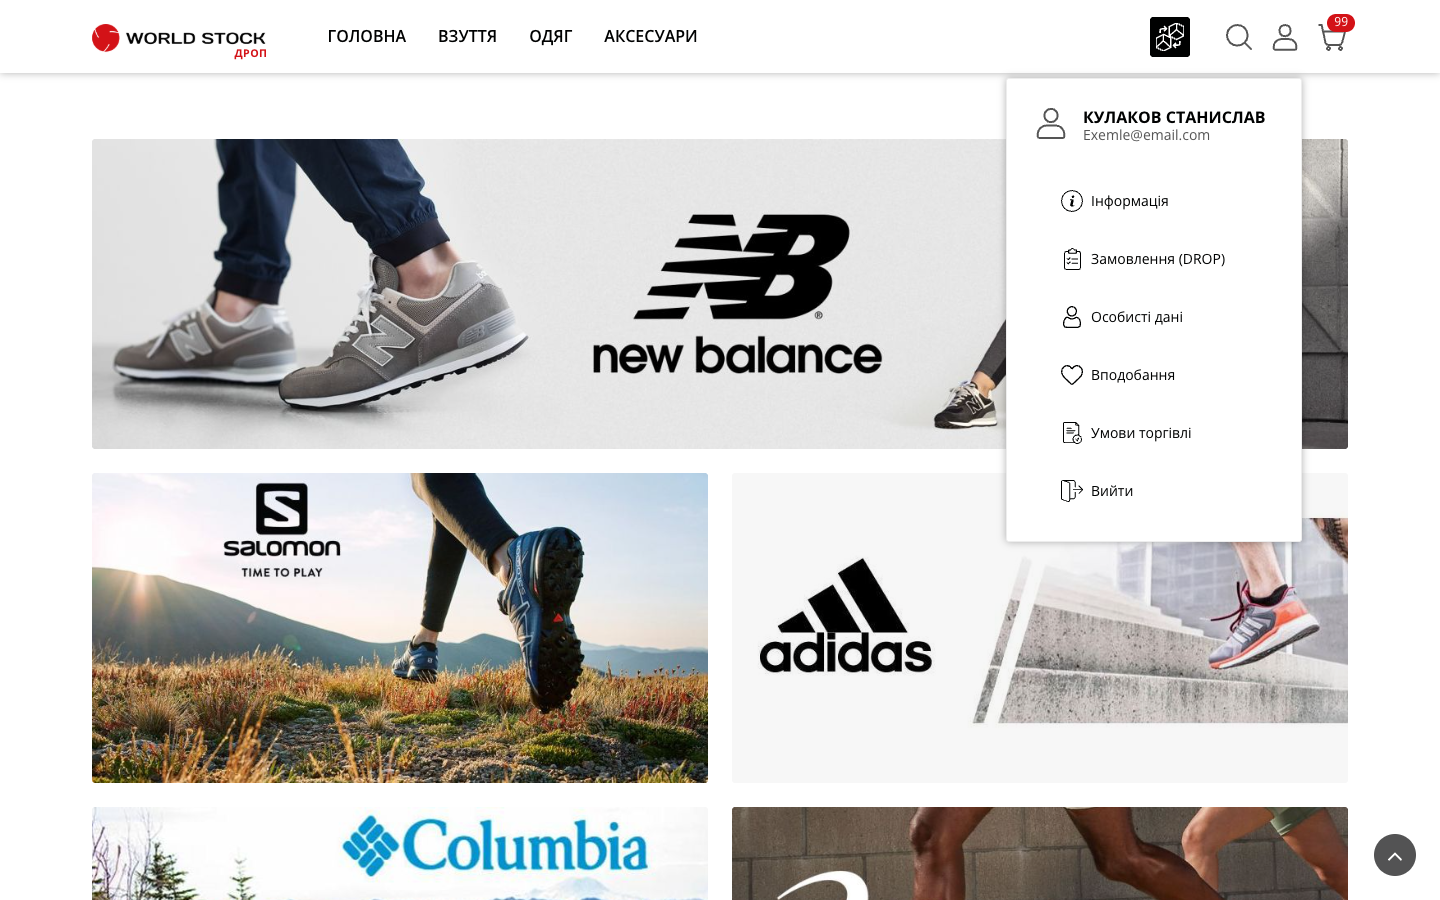 WORLD STOCK
ДРОП
ГОЛОВНА
ВЗУТТЯ
ОДЯГ
АКСЕСУАРИ
99
КУЛАКОВ СТАНИСЛАВ
Exemle@email.com
Інформація
Замовлення (DROP)
Особисті дані
Вподобання
Умови торгівлі
Вийти
new balance
SALOMON
TIME TO PLAY
adidas
Columbia